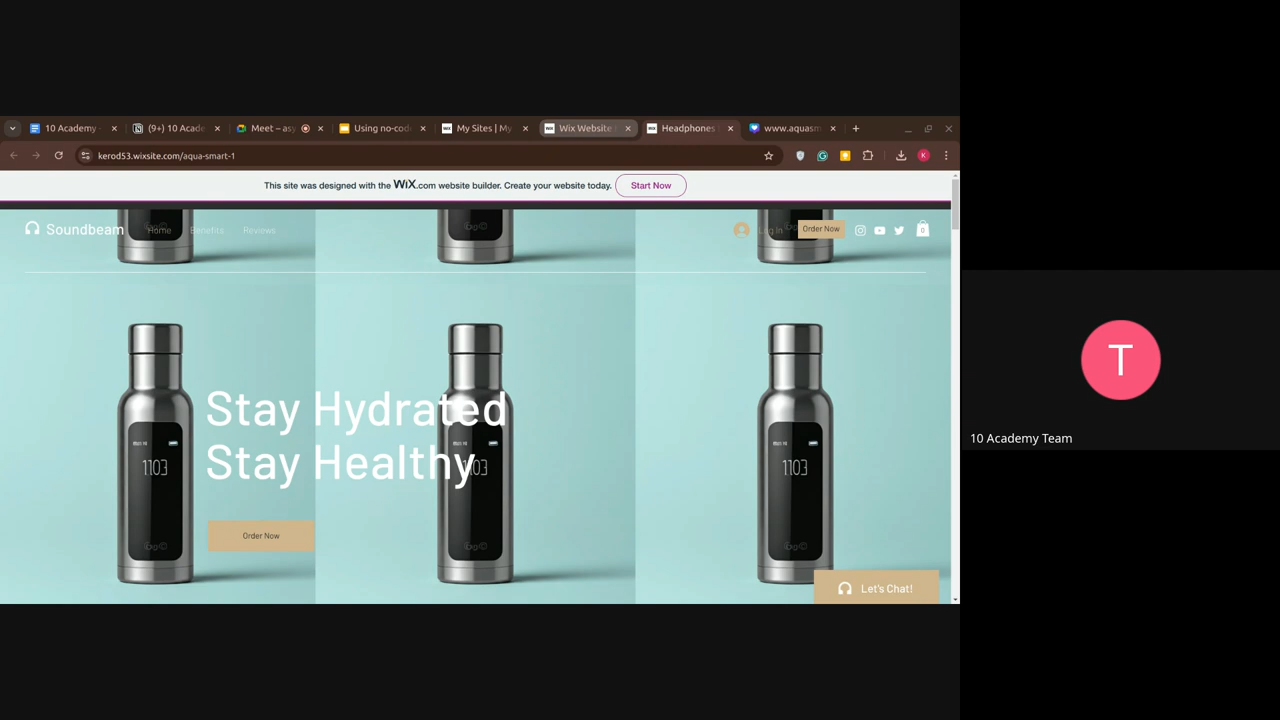 10 Academy -
(9+) 10 Acade
Meet – as
Using no-cod
My Sites | My
Wix Website
Headphones
www.aquasm
kerod53.wixsite.com/aqua-smart-1
K
This site was designed with the WiX.com website builder. Create your website today.
Start Now
Soundbeam
Home
Benefits
Reviews
Log In
Order Now
0
Stay Hydrated
Stay Healthy
1103
1103
1103
Order Now
Let's Chat!
T
10 Academy Team